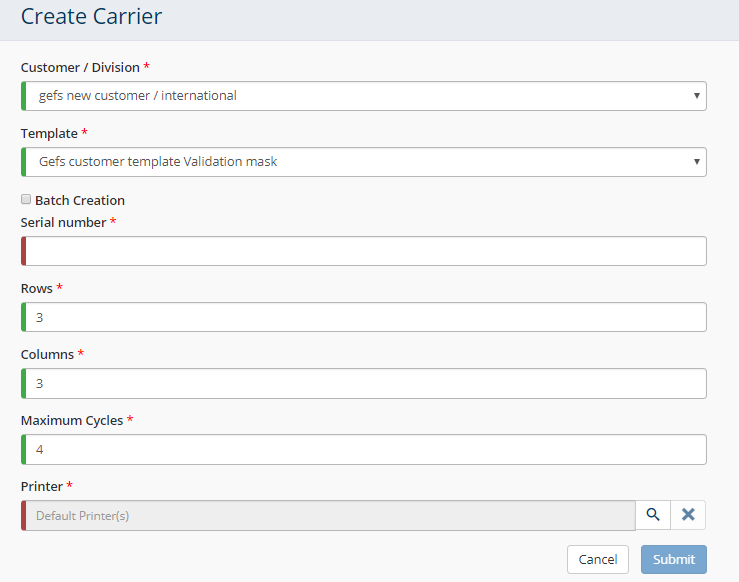 Create Carrier
Customer / Division *
gefs new customer / international
Template *
Gefs customer template Validation mask
Batch Creation
Serial number *
Rows *
3
Columns *
3
Maximum Cycles *
4
Printer *
Default Printer(s)
Cancel Submit